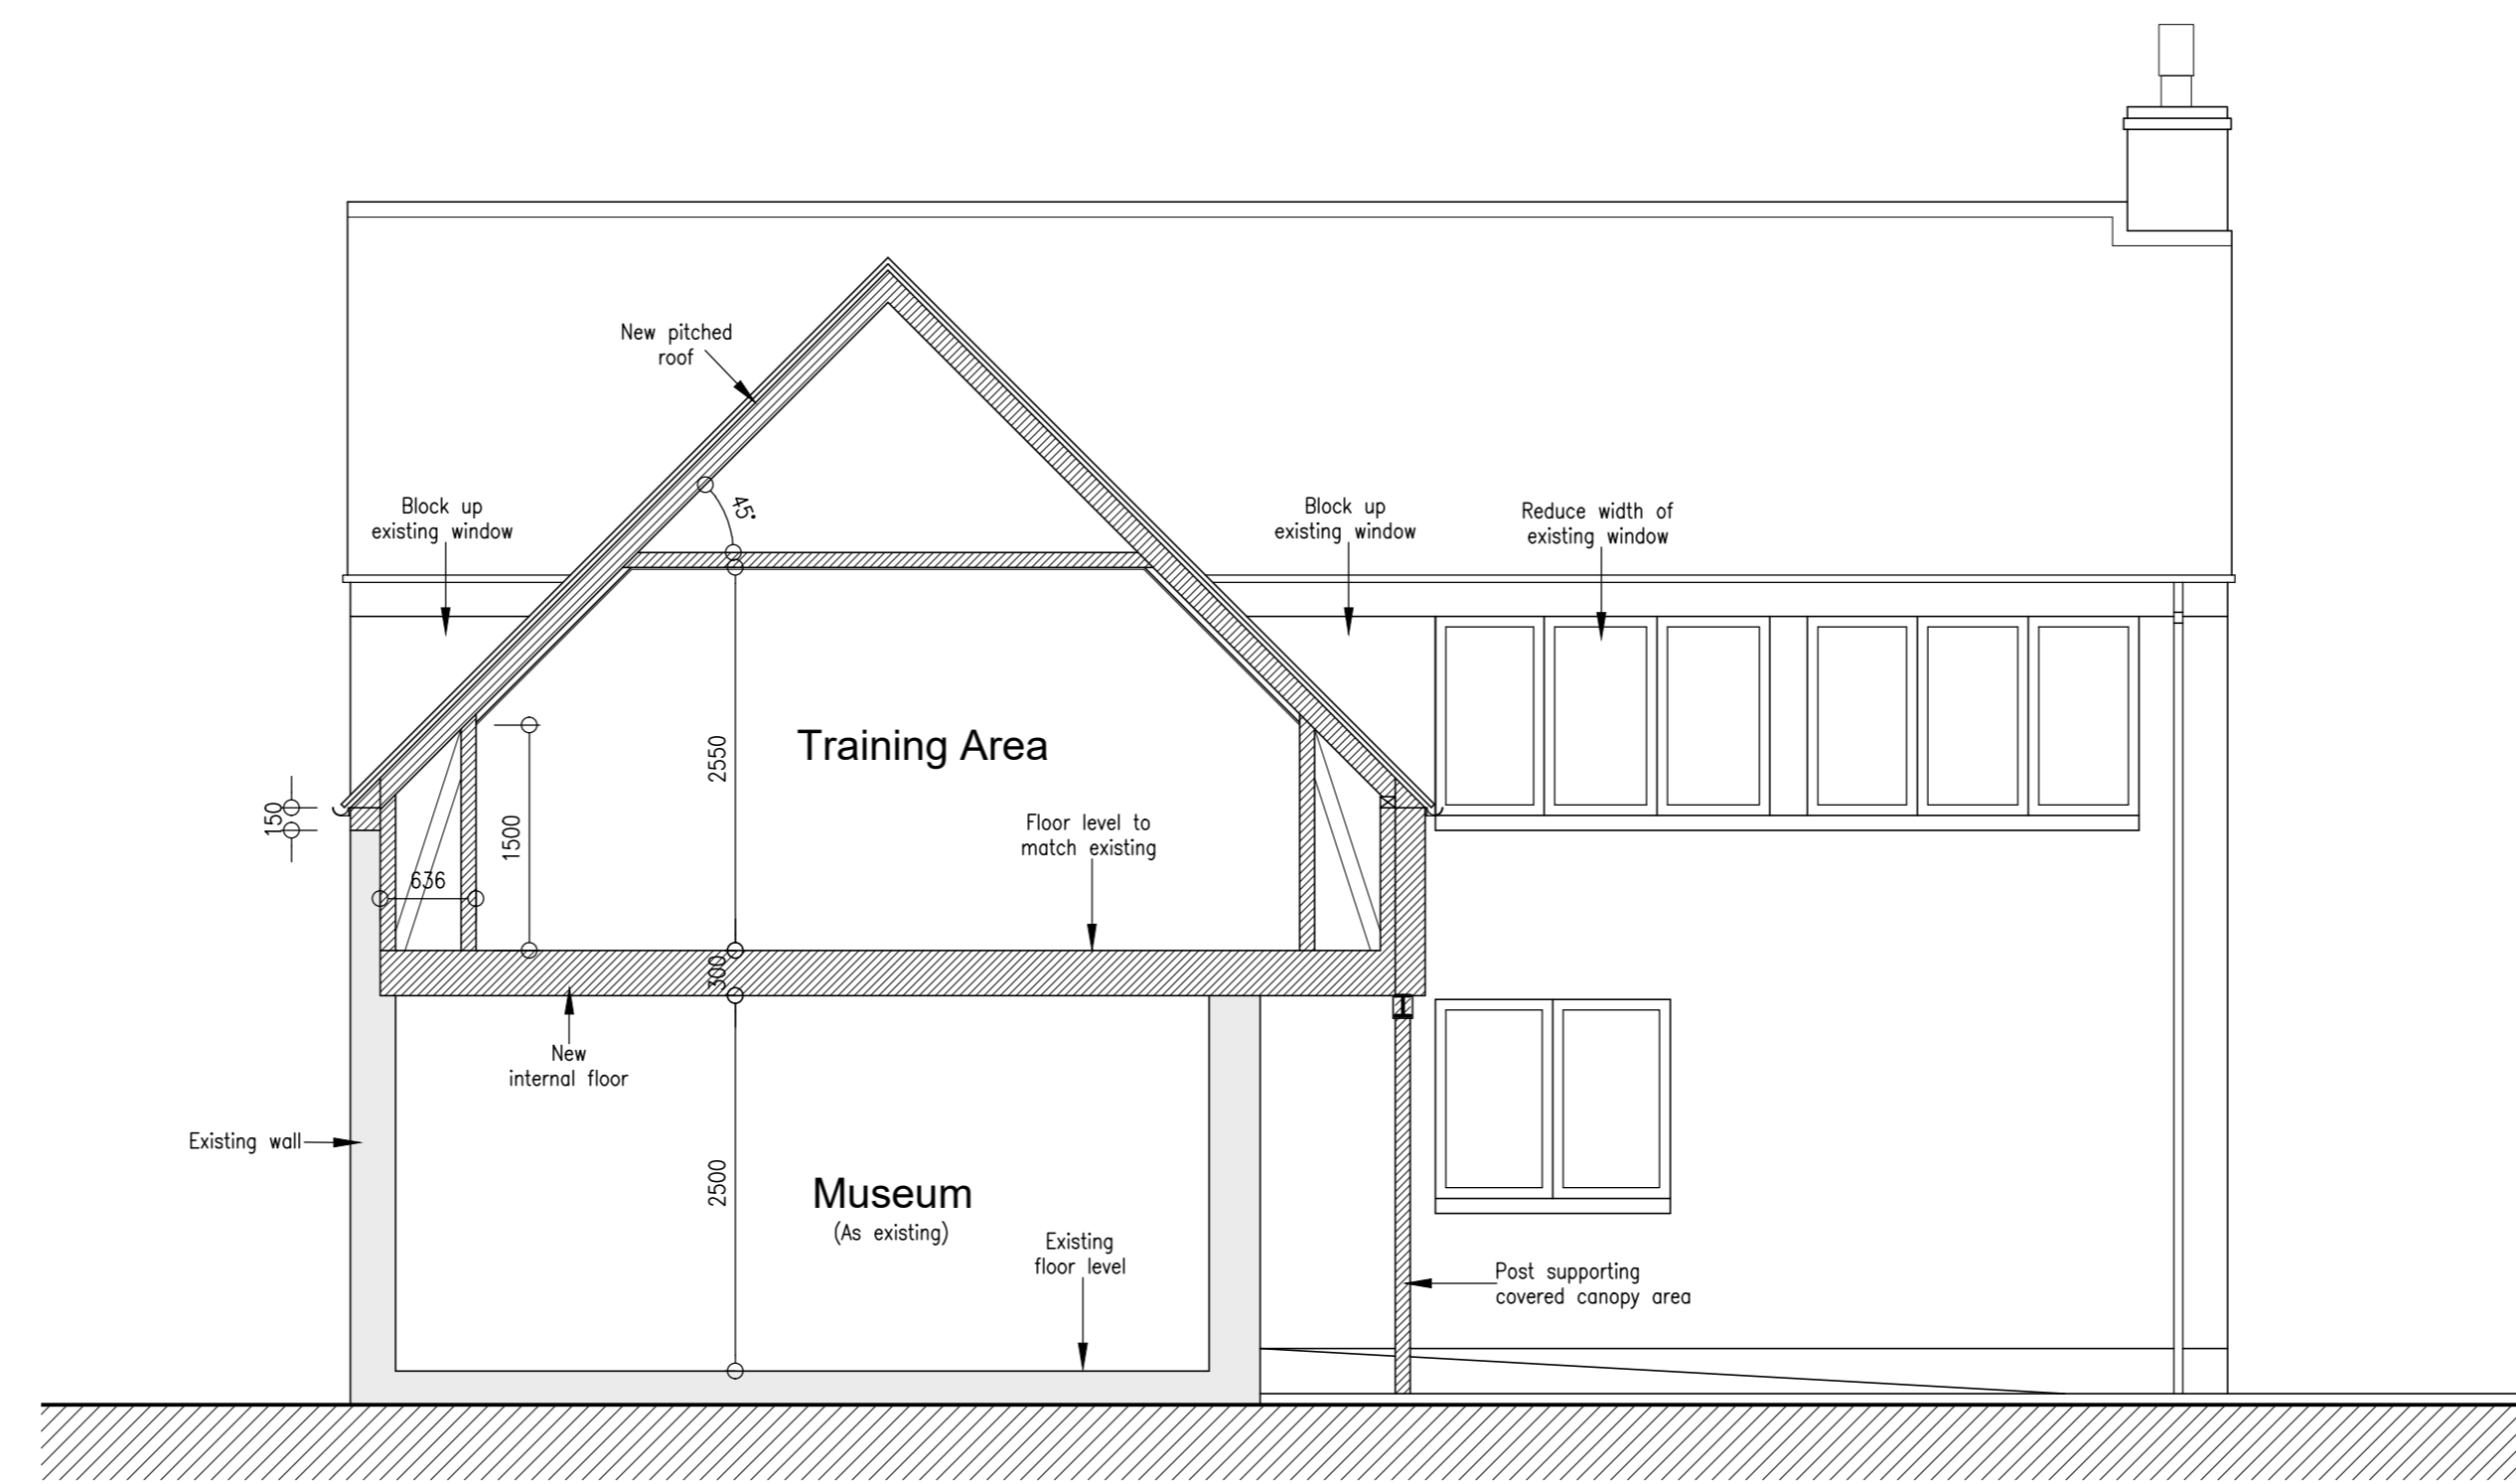 New pitched
roof
45°
Block up
existing window
Block up
existing window
Reduce width of
existing window
Training Area
2550
150
1500
Floor level to
match existing
636
300
New
internal floor
Existing wall
2500
Museum
(As existing)
Existing
floor level
Post supporting
covered canopy area